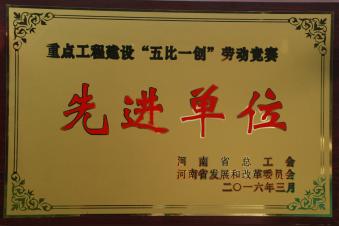 重点工程建设“五比一创”劳动竞赛
先进单位
河南省总工会
河南省发展和改革委员会
二〇一六年三月